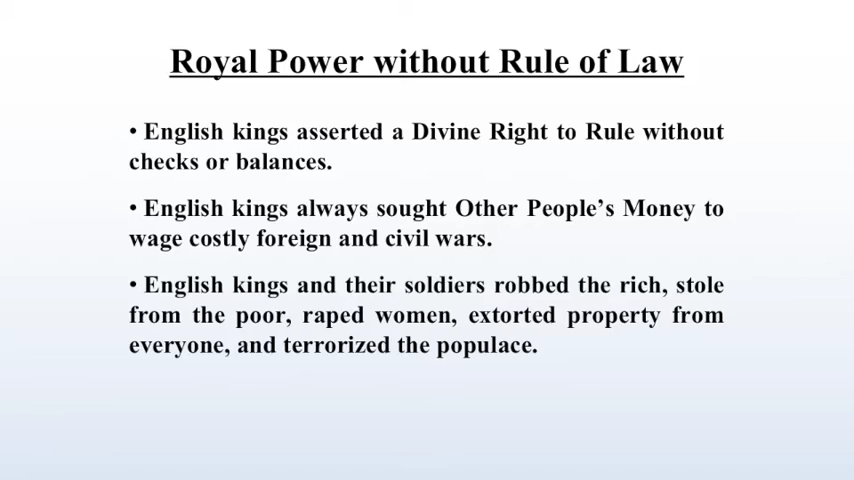 Royal Power without Rule of Law
• English kings asserted a Divine Right to Rule without
checks or balances.
• English kings always sought Other People’s Money to
wage costly foreign and civil wars.
• English kings and their soldiers robbed the rich, stole
from the poor, raped women, extorted property from
everyone, and terrorized the populace.